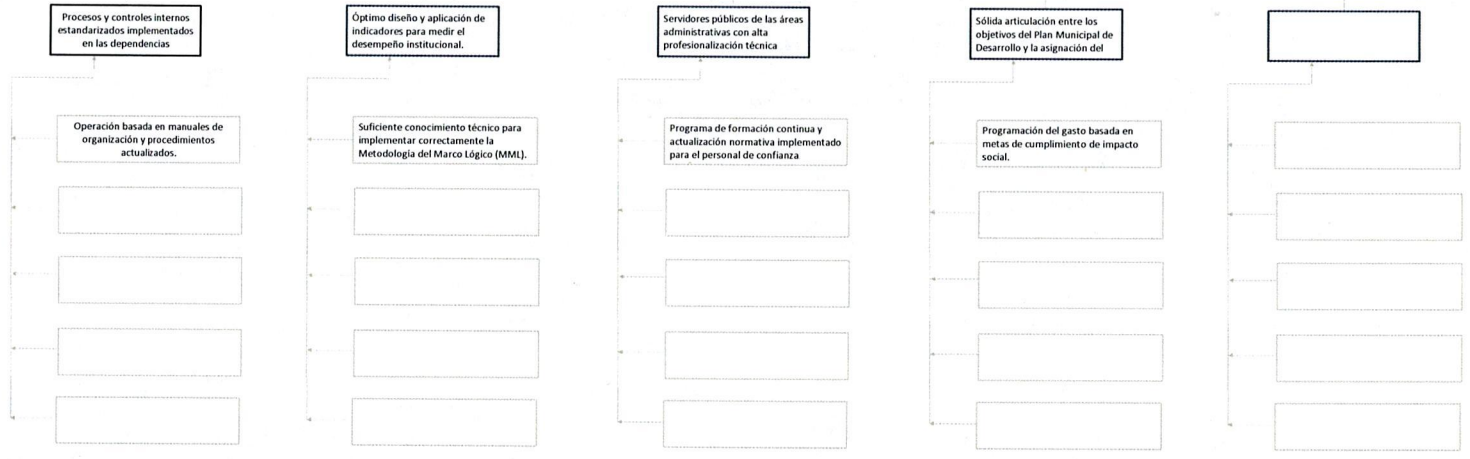 Procesos y controles internos
estandarizados implementados
en las dependencias
Óptimo diseño y aplicación de
indicadores para medir el
desempeño institucional.
Servidores públicos de las áreas
administrativas con alta
profesionalización técnica
Sólida articulación entre los
objetivos del Plan Municipal de
Desarrollo y la asignación del
Operación basada en manuales de
organización y procedimientos
actualizados.
Suficiente conocimiento técnico para
implementar correctamente la
Metodología del Marco Lógico (MML).
Programa de formación continua y
actualización normativa implementado
para el personal de confianza
Programación del gasto basada en
metas de cumplimiento de impacto
social.